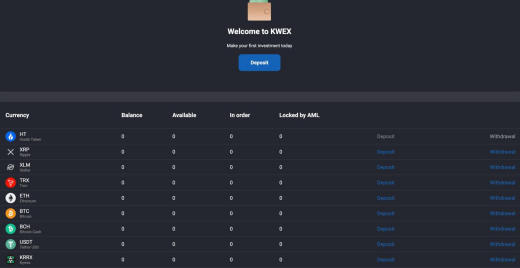 Welcome to KWEX
Make your first investment today
Deposit
Currency Balance Available In order Locked by AML
HT 0 0 0 0 Deposit Withdrawal
Huobi Token
XRP 0 0 0 0 Deposit Withdrawal
Ripple
XLM 0 0 0 0 Deposit Withdrawal
Stellar
TRX 0 0 0 0 Deposit Withdrawal
Tron
ETH 0 0 0 0 Deposit Withdrawal
Ethereum
BTC 0 0 0 0 Deposit Withdrawal
Bitcoin
BCH 0 0 0 0 Deposit Withdrawal
Bitcoin Cash
USDT 0 0 0 0 Deposit Withdrawal
KRRX 0 0 0 0 Deposit Withdrawal